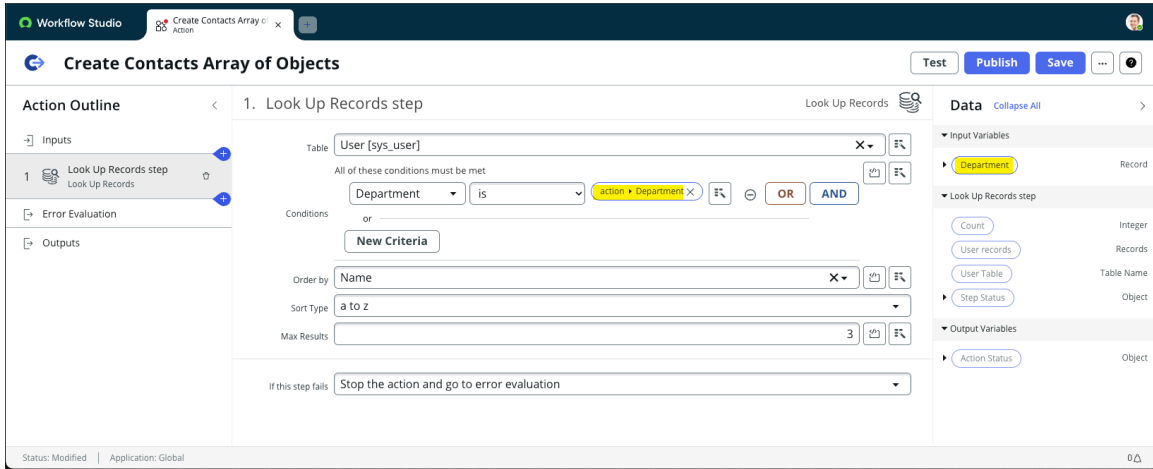 Workflow Studio
Create Contacts Array of
Action
Create Contacts Array of Objects
Test
Publish
Save
Action Outline
Inputs
1
Look Up Records step
Look Up Records
Error Evaluation
Outputs
1. Look Up Records step
Look Up Records
Table
User [sys_user]
All of these conditions must be met
Conditions
Department
is
action ▸ Department
OR
AND
or
New Criteria
Order by
Name
Sort Type
a to z
Max Results
3
If this step fails
Stop the action and go to error evaluation
Data
Collapse All
Input Variables
Department
Record
Look Up Records step
Count
Integer
User records
Records
User Table
Table Name
Step Status
Object
Output Variables
Action Status
Object
Status: Modified | Application: Global
0